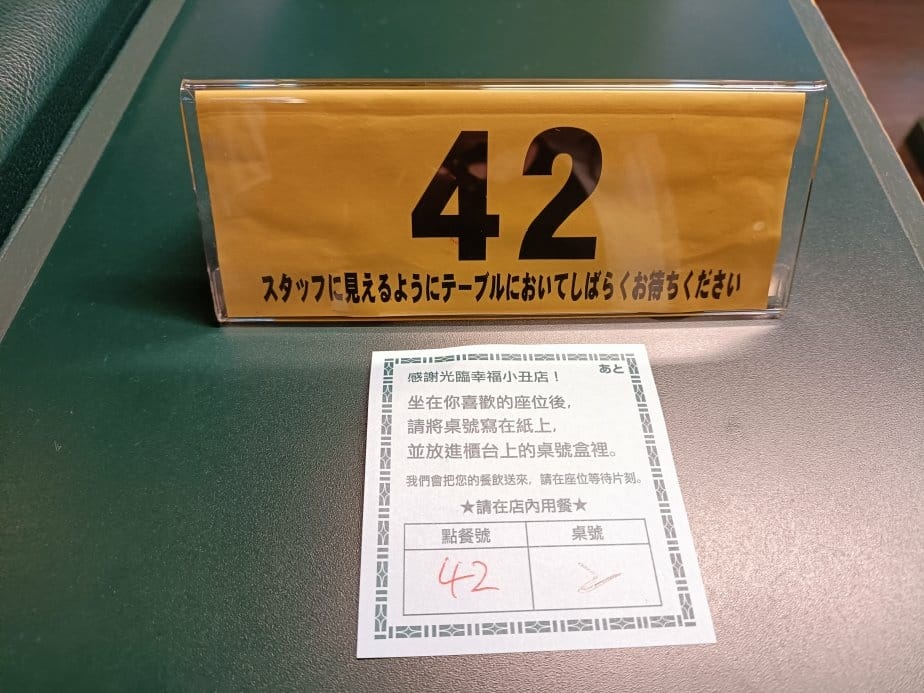 42
スタッフに見えるようにテーブルにおいてしばらくお待ちください
あと
感謝光臨幸福小丑店！
坐在你喜歡的座位後，
請將桌號寫在紙上，
並放進櫃台上的桌號盒裡。
我們會把您的餐飲送來，請在座位等待片刻。
★請在店內用餐★
點餐號 桌號
42